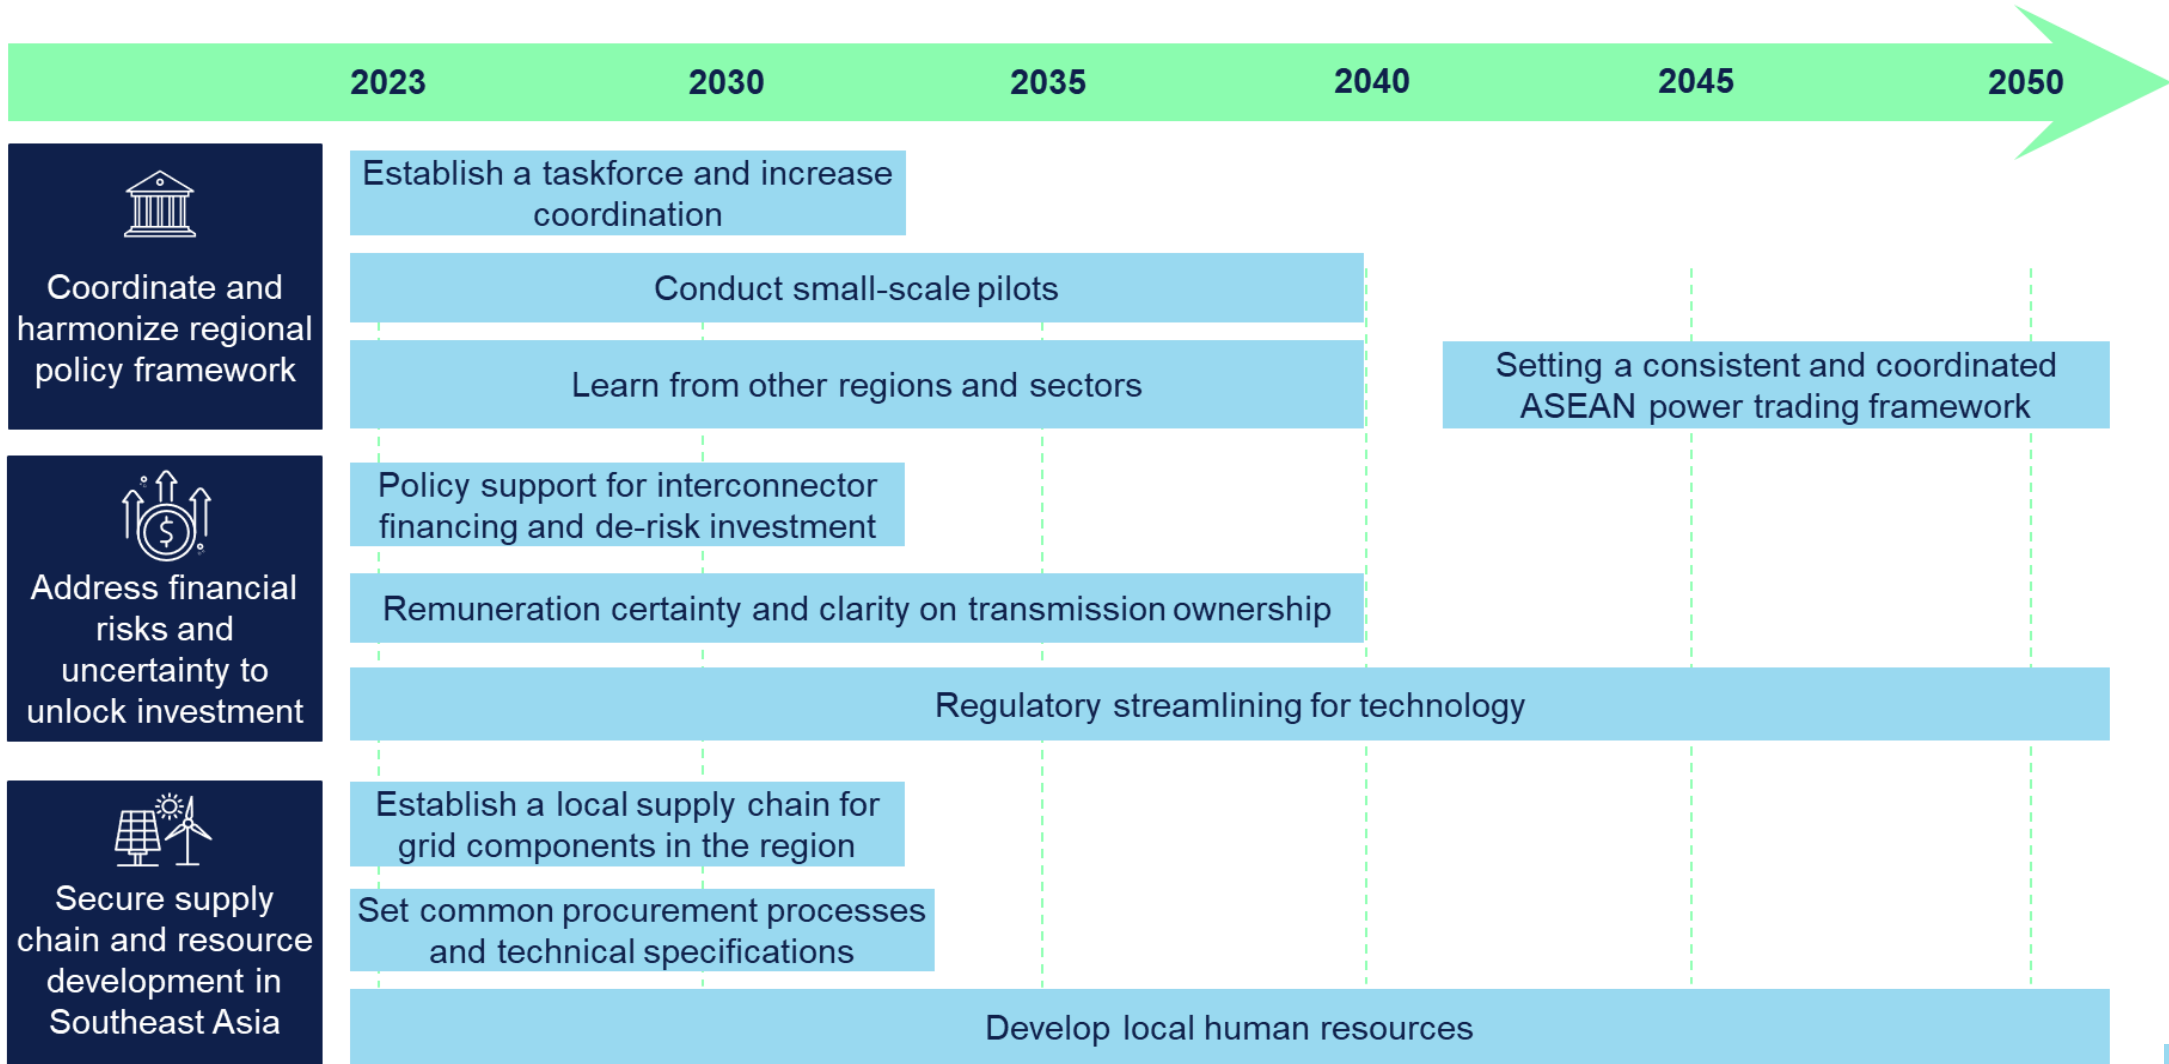 2023 2030 2035 2040 2045 2050
Coordinate and
harmonize regional
policy framework
Establish a taskforce and increase
coordination
Conduct small-scale pilots
Learn from other regions and sectors
Setting a consistent and coordinated
ASEAN power trading framework
Address financial
risks and
uncertainty to
unlock investment
Policy support for interconnector
financing and de-risk investment
Remuneration certainty and clarity on transmission ownership
Regulatory streamlining for technology
Secure supply
chain and resource
development in
Southeast Asia
Establish a local supply chain for
grid components in the region
Set common procurement processes
and technical specifications
Develop local human resources